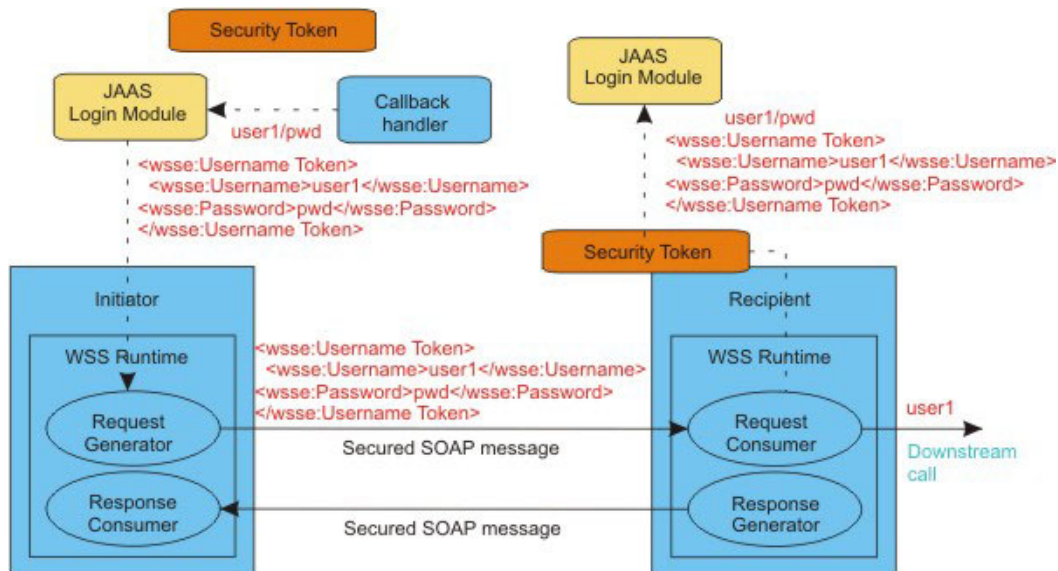 Security Token
JAAS
Login Module
Callback
handler
user1/pwd
<wsse:Username Token>
<wsse:Username>user1</wsse:Username>
<wsse:Password>pwd</wsse:Password>
</wsse:Username Token>
JAAS
Login Module
user1/pwd
<wsse:Username Token>
<wsse:Username>user1</wsse:Username>
<wsse:Password>pwd</wsse:Password>
</wsse:Username Token>
Security Token
Initiator
WSS Runtime
Request
Generator
Response
Consumer
<wsse:Username Token>
<wsse:Username>user1</wsse:Username>
<wsse:Password>pwd</wsse:Password>
</wsse:Username Token>
Secured SOAP message
Secured SOAP message
Recipient
WSS Runtime
Request
Consumer
Response
Generator
user1
Downstream
call